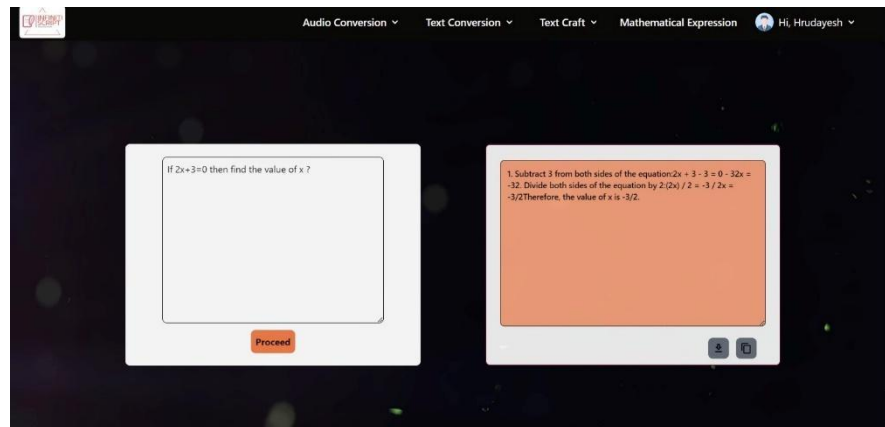 Audio Conversion Text Conversion Text Craft Mathematical Expression Hi, Hrudayesh
If 2x+3=0 then find the value of x ?
Proceed
1. Subtract 3 from both sides of the equation:2x + 3 - 3 = 0 - 32x =
-32. Divide both sides of the equation by 2:(2x) / 2 = -3 / 2x =
-3/2Therefore, the value of x is -3/2.